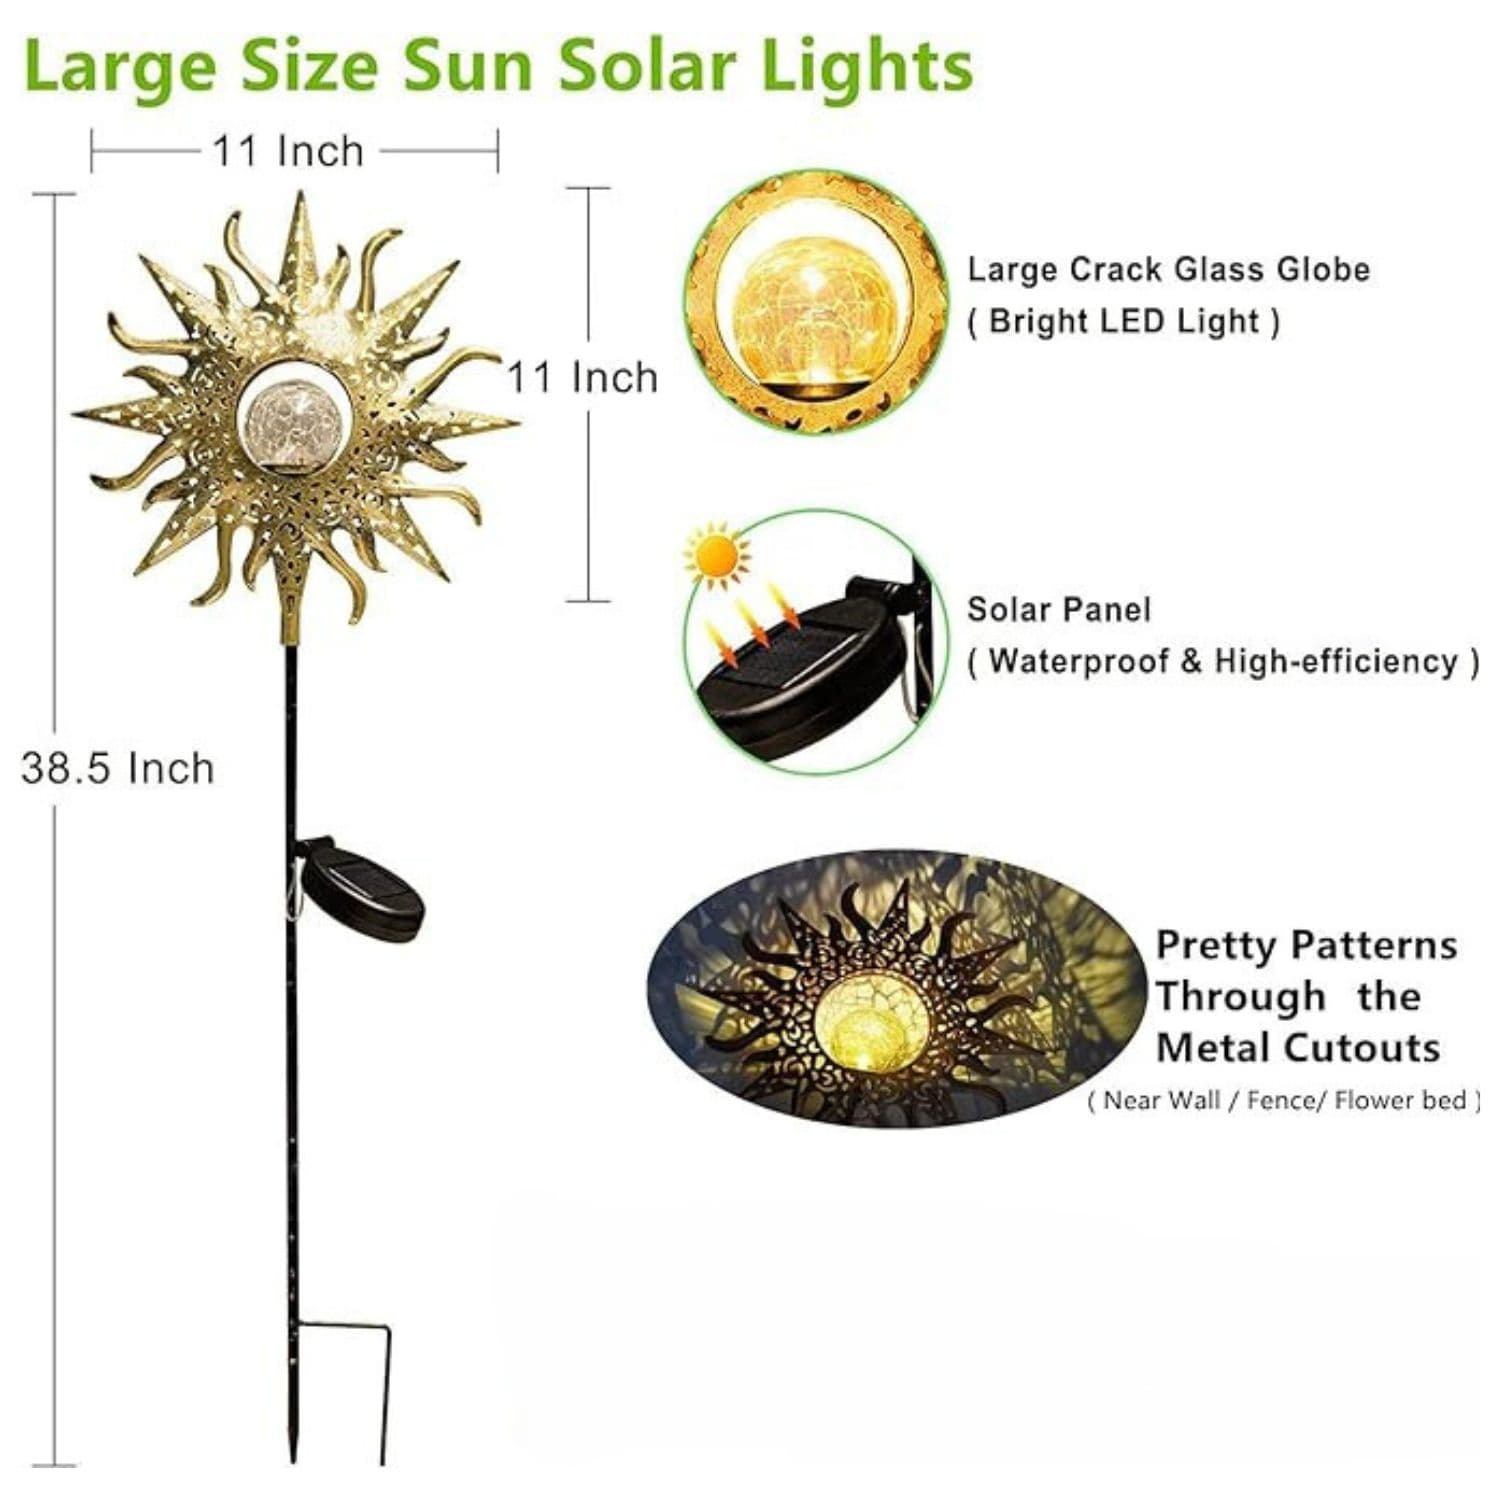 Large Size Sun Solar Lights
11 Inch
11 Inch
38.5 Inch
Large Crack Glass Globe
( Bright LED Light )
Solar Panel
( Waterproof & High-efficiency )
Pretty Patterns
Through the
Metal Cutouts
( Near Wall / Fence/ Flower bed )